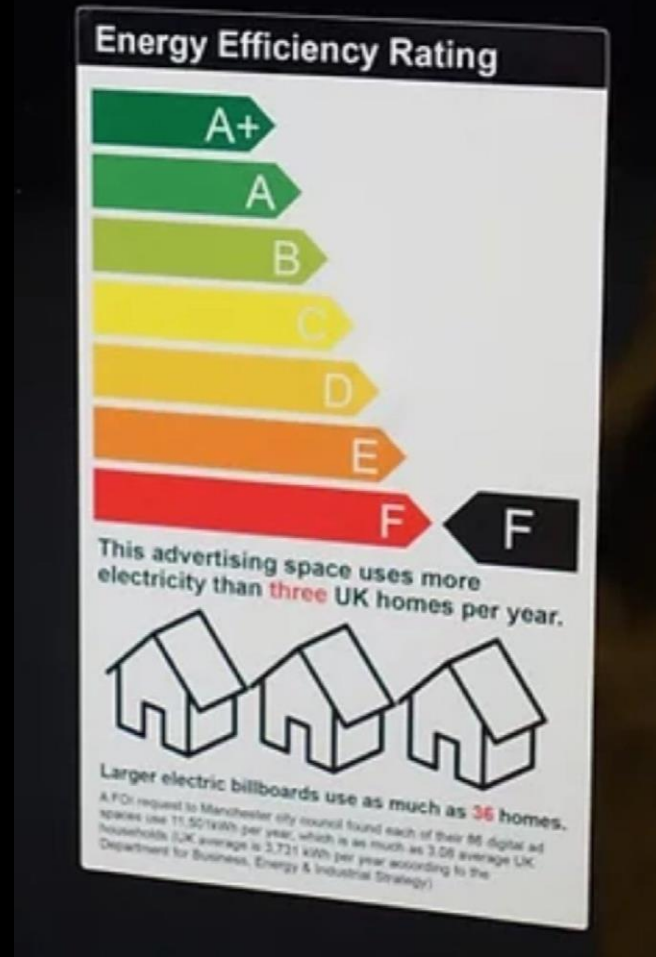 Energy Efficiency Rating
A+
A
B
C
D
E
F
F
This advertising space uses more
electricity than three UK homes per year.
Larger electric billboards use as much as 36 homes.
A FOI request to Manchester city council found each of their 86 digital ad
spaces use 11,501kWh per year, which is as much as 3.08 average UK
households (UK average is 3,731 kWh per year according to the
Department for Business, Energy & Industrial Strategy)